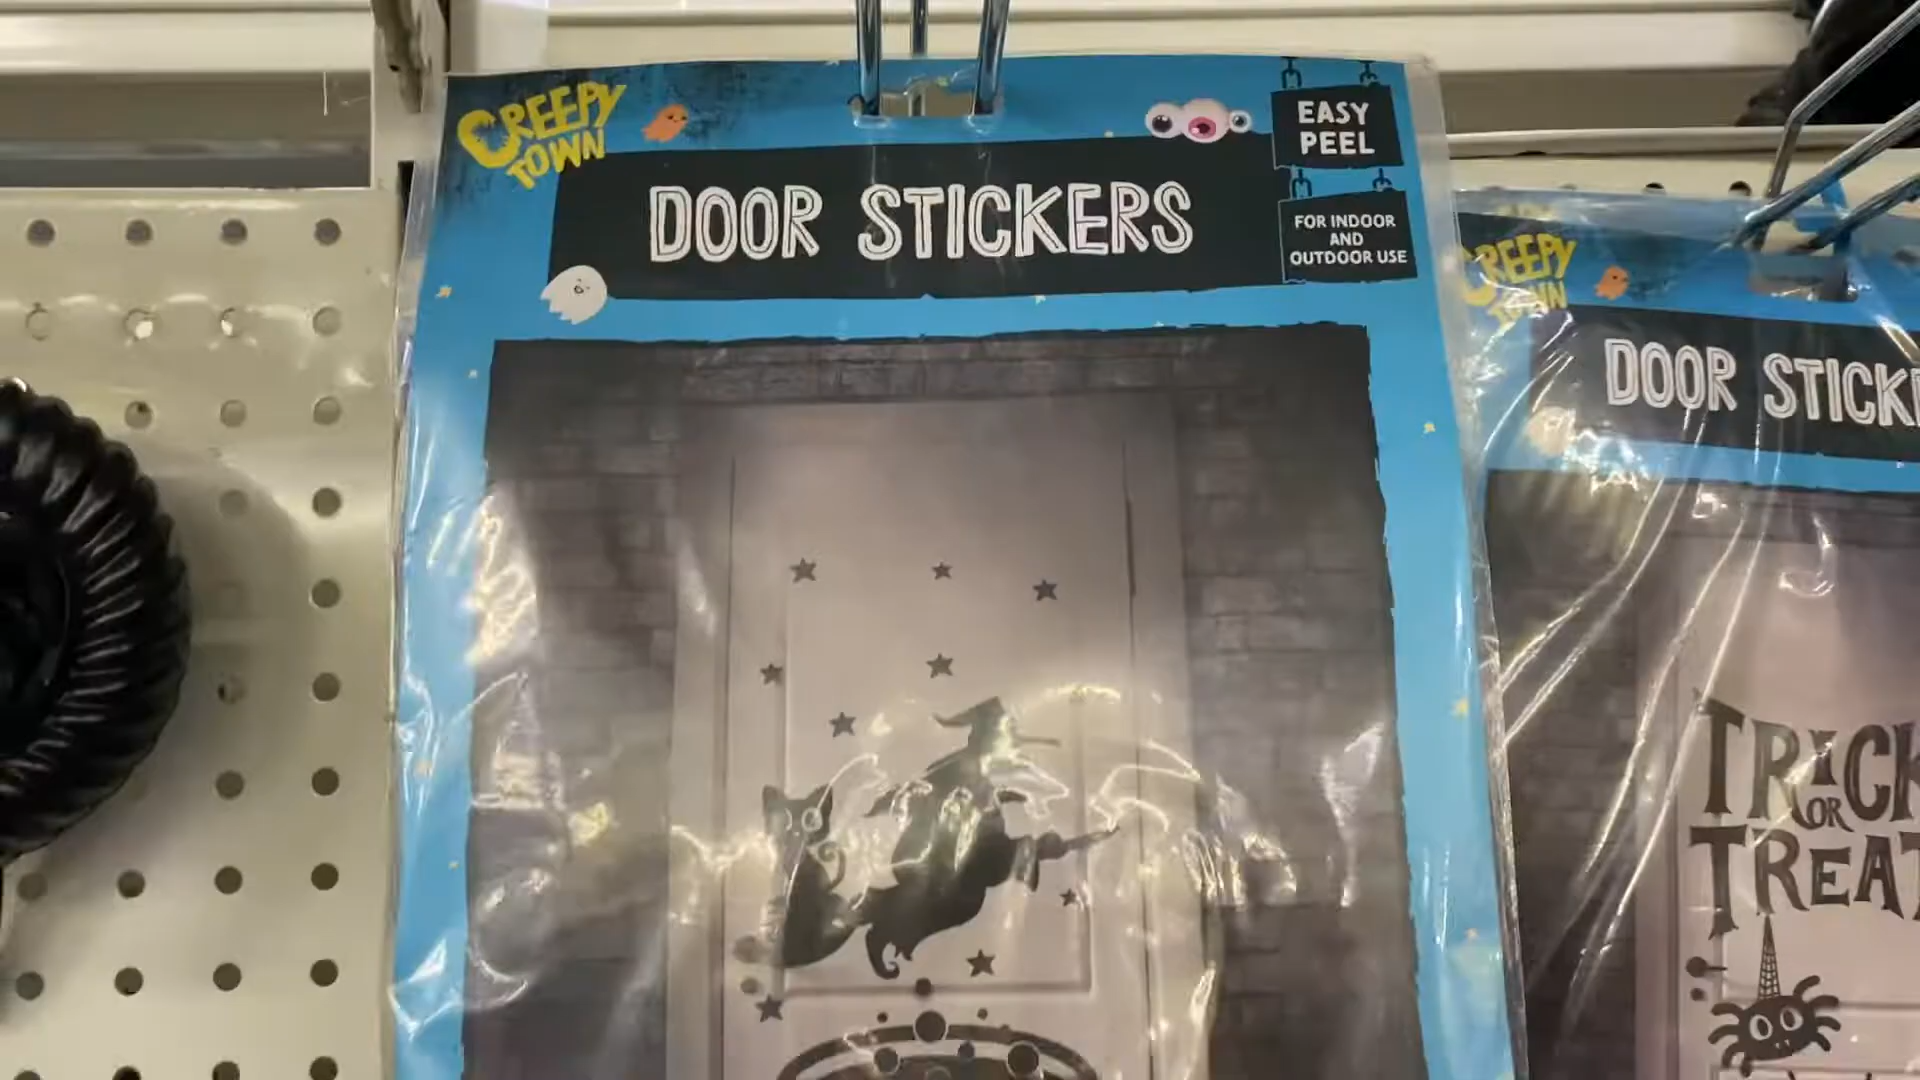 CREEPY
TOWN
DOOR STICKERS
EASY
PEEL
FOR INDOOR
AND
OUTDOOR USE
CREEPY
TOWN
DOOR STICK
TRICK
OR
TREAT